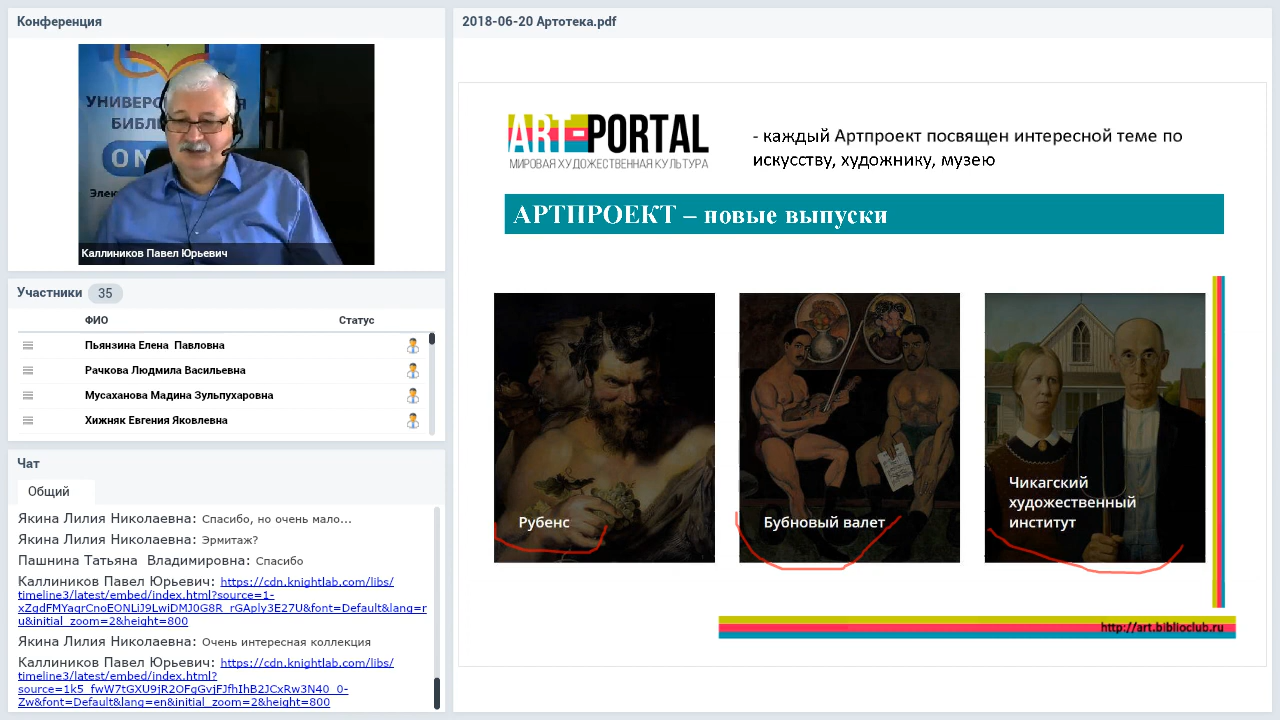 Конференция
УНИВЕРС
БИБЛ
ON
Элек
Каллиников Павел Юрьевич
Участники 35
ФИО Статус
Пьянзина Елена Павловна
Рачкова Людмила Васильевна
Мусаханова Мадина Зульпухаровна
Хижняк Евгения Яковлевна
Чат
Общий
Якина Лилия Николаевна: Спасибо, но очень мало...
Якина Лилия Николаевна: Эрмитаж?
Пашнина Татьяна Владимировна: Спасибо
Каллиников Павел Юрьевич: https://cdn.knightlab.com/libs/
timeline3/latest/embed/index.html?source=1-
xZgdFMYaqrCnoEONLiJ9LwiDMJ0G8R_rGAply3E27U&font=Default&lang=r
u&initial_zoom=2&height=800
Якина Лилия Николаевна: Очень интересная коллекция
Каллиников Павел Юрьевич: https://cdn.knightlab.com/libs/
timeline3/latest/embed/index.html?
source=1k5_fwW7tGXU9jR2OFgGvjFJfhIhB2JCxRw3N40_0-
Zw&font=Default&lang=en&initial_zoom=2&height=800
2018-06-20 Артотека.pdf
ART-PORTAL
МИРОВАЯ ХУДОЖЕСТВЕННАЯ КУЛЬТУРА
- каждый Артпроект посвящен интересной теме по
искусству, художнику, музею
АРТПРОЕКТ – новые выпуски
Рубенс
Бубновый валет
Чикагский
художественный
институт
http://art.biblioclub.ru